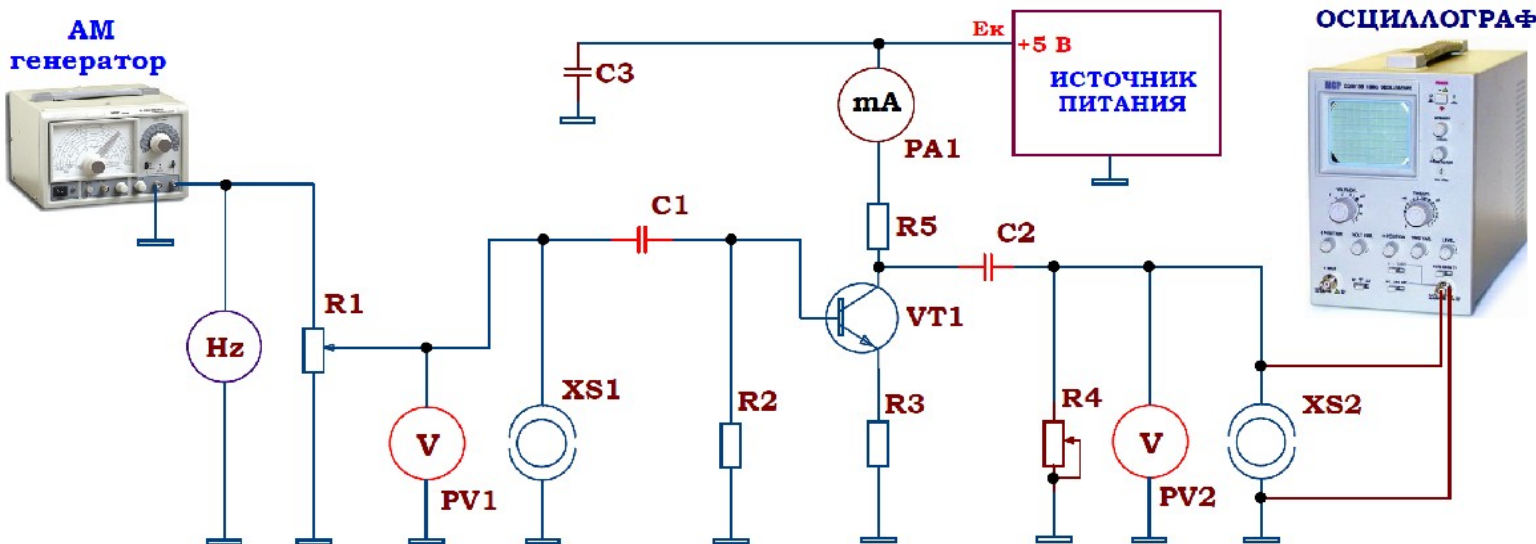 АМ
генератор
ОСЦИЛЛОГРАФ
Ек
+5 В
ИСТОЧНИК
ПИТАНИЯ
C3
mA
PA1
C1
R5
C2
R1
Hz
VT1
XS1
R2
R3
R4
XS2
V
PV1
V
PV2